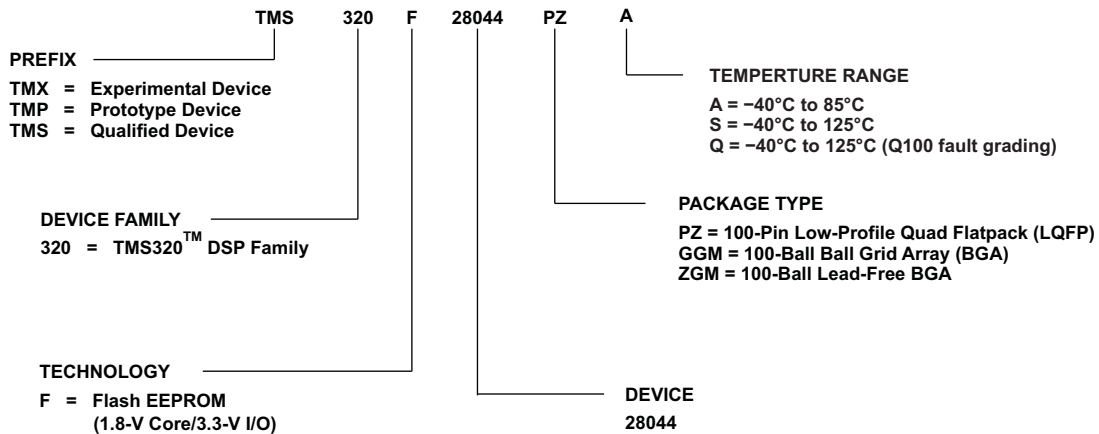 TMS 320 F 28044 PZ A
PREFIX
TMX = Experimental Device
TMP = Prototype Device
TMS = Qualified Device
TEMPERTURE RANGE
A = −40°C to 85°C
S = −40°C to 125°C
Q = −40°C to 125°C (Q100 fault grading)
DEVICE FAMILY
320 = TMS320™ DSP Family
PACKAGE TYPE
PZ = 100-Pin Low-Profile Quad Flatpack (LQFP)
GGM = 100-Ball Ball Grid Array (BGA)
ZGM = 100-Ball Lead-Free BGA
TECHNOLOGY
F = Flash EEPROM
(1.8-V Core/3.3-V I/O)
DEVICE
28044